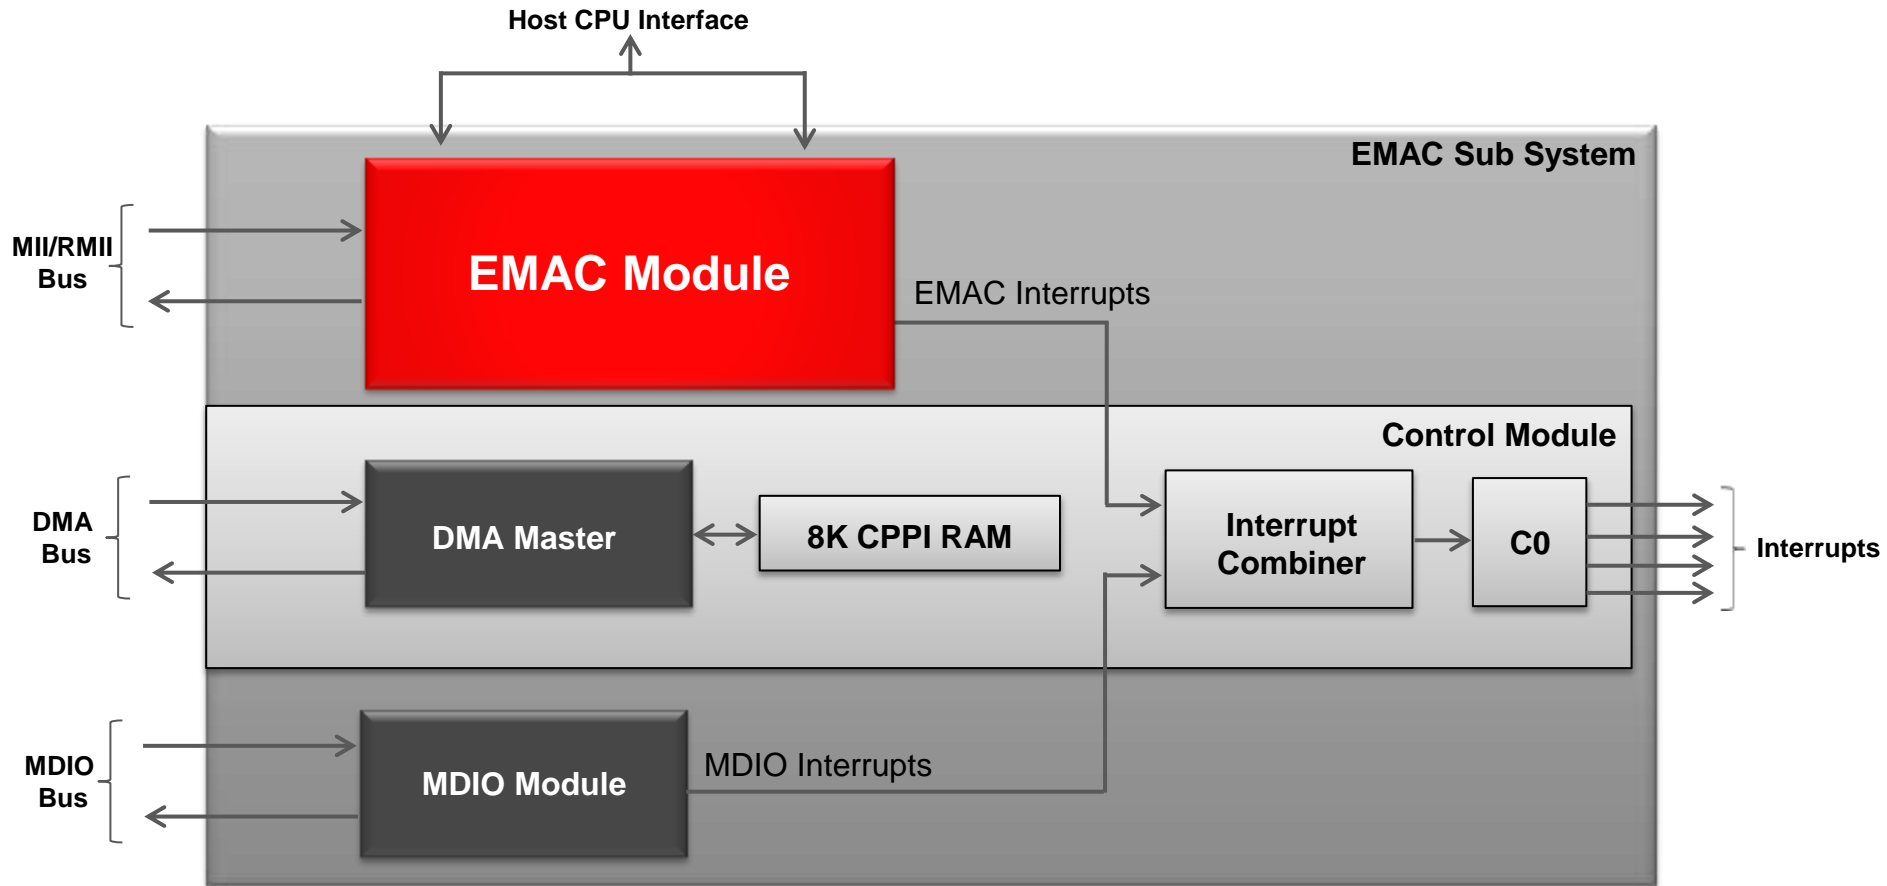 Host CPU Interface
EMAC Sub System
MII/RMII
Bus
EMAC Module
EMAC Interrupts
Control Module
DMA
Bus
DMA Master
8K CPPI RAM
Interrupt
Combiner
C0
Interrupts
MDIO
Bus
MDIO Module
MDIO Interrupts